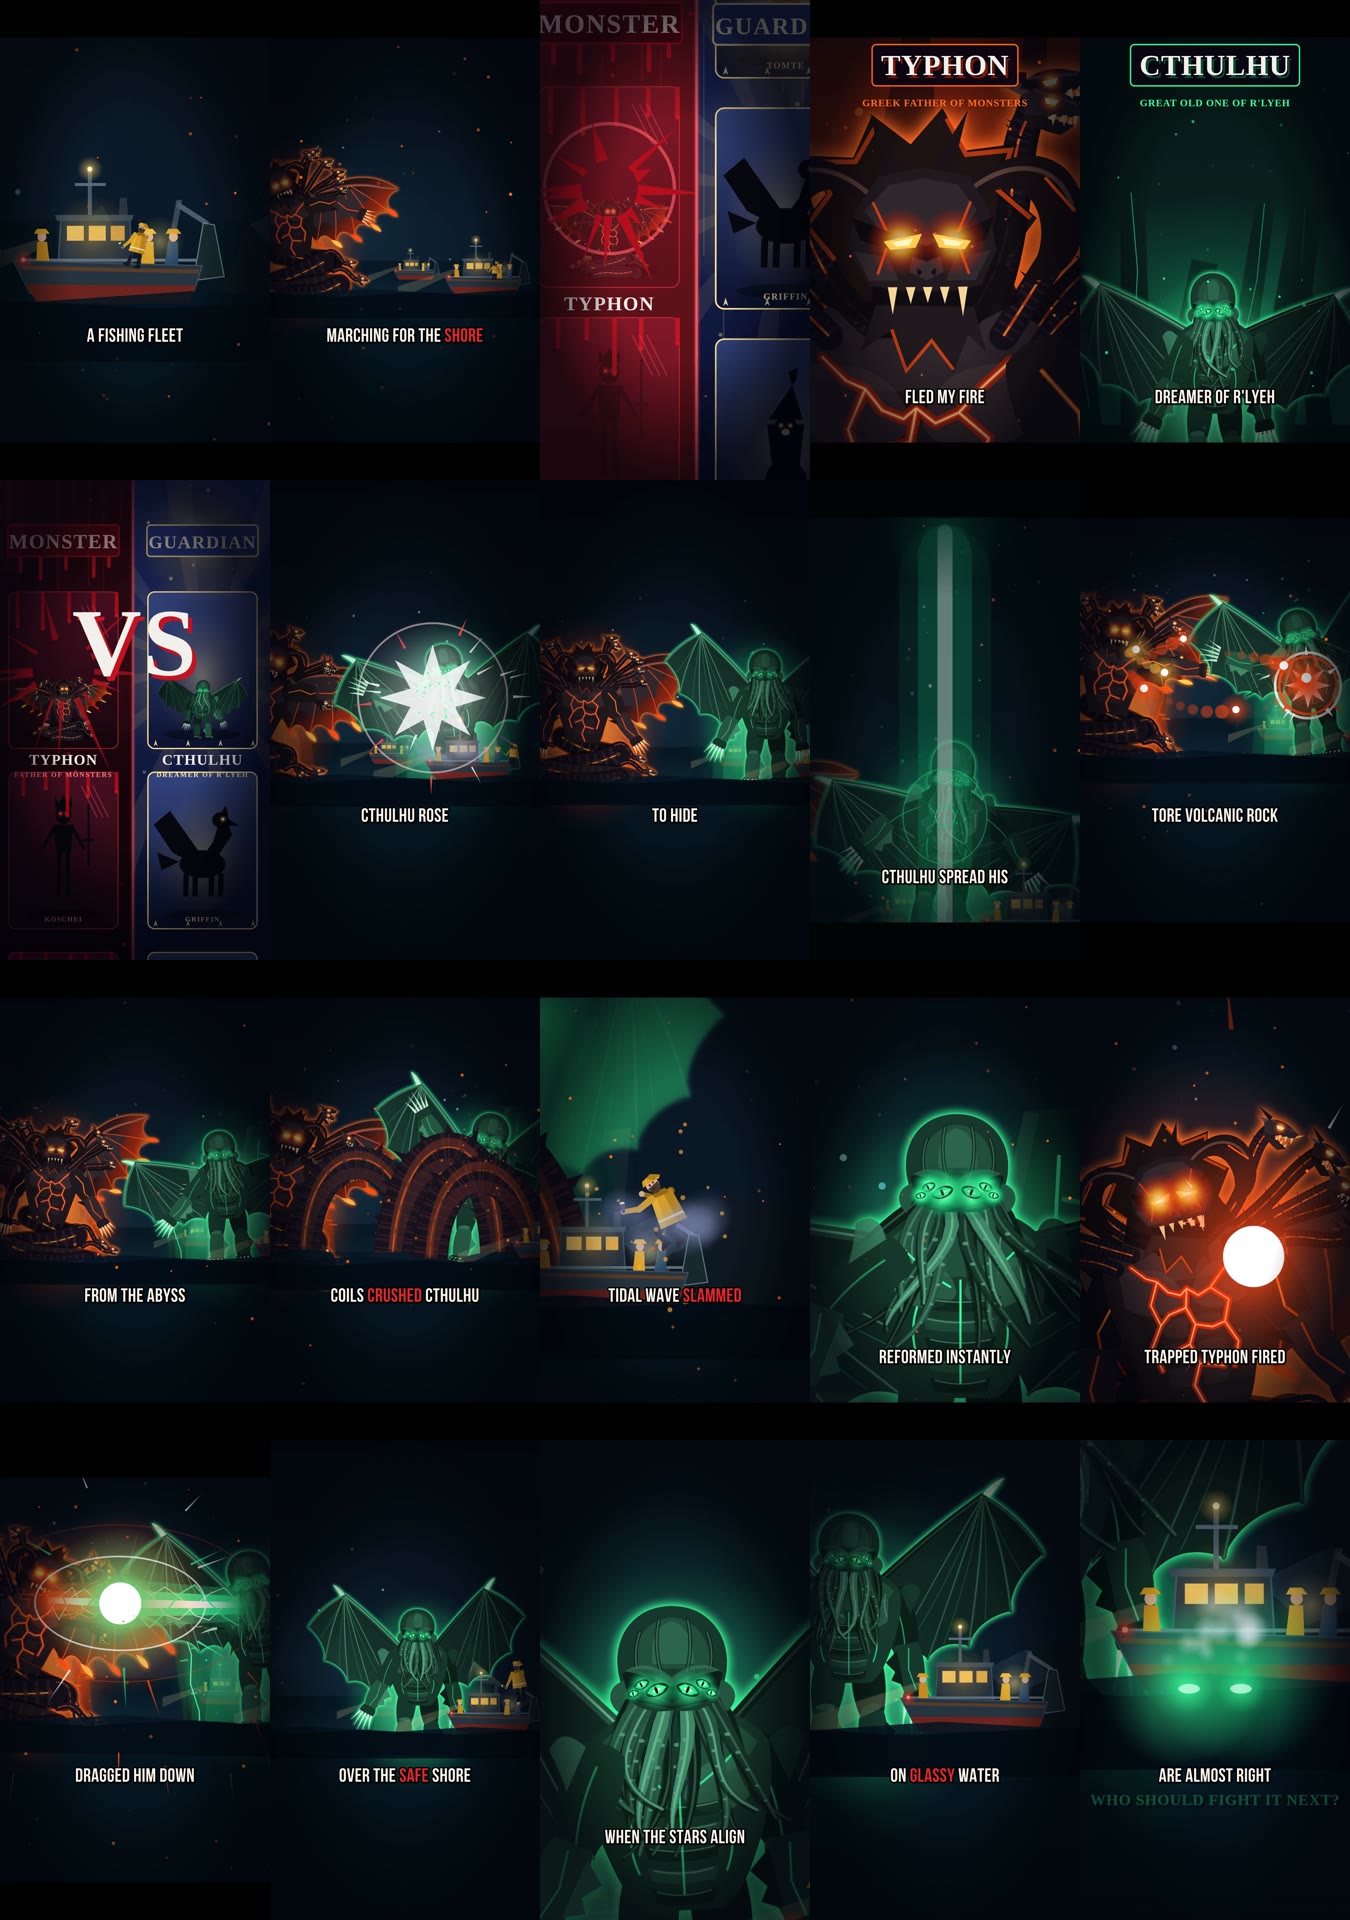 A FISHING FLEET
MARCHING FOR THE SHORE
MONSTER
GUARD
TOMTE
TYPHON
GRIFFIN
TYPHON
GREEK FATHER OF MONSTERS
FLED MY FIRE
CTHULHU
GREAT OLD ONE OF R'LYEH
DREAMER OF R'LYEH
MONSTER
GUARDIAN
VS
TYPHON
CTHULHU
FATHER OF MONSTERS
DREAMER OF R'LYEH
KOSCHEI
GRIFFIN
CTHULHU ROSE
TO HIDE
CTHULHU SPREAD HIS
TORE VOLCANIC ROCK
FROM THE ABYSS
COILS CRUSHED CTHULHU
TIDAL WAVE SLAMMED
REFORMED INSTANTLY
TRAPPED TYPHON FIRED
DRAGGED HIM DOWN
OVER THE SAFE SHORE
WHEN THE STARS ALIGN
ON GLASSY WATER
ARE ALMOST RIGHT
WHO SHOULD FIGHT IT NEXT?